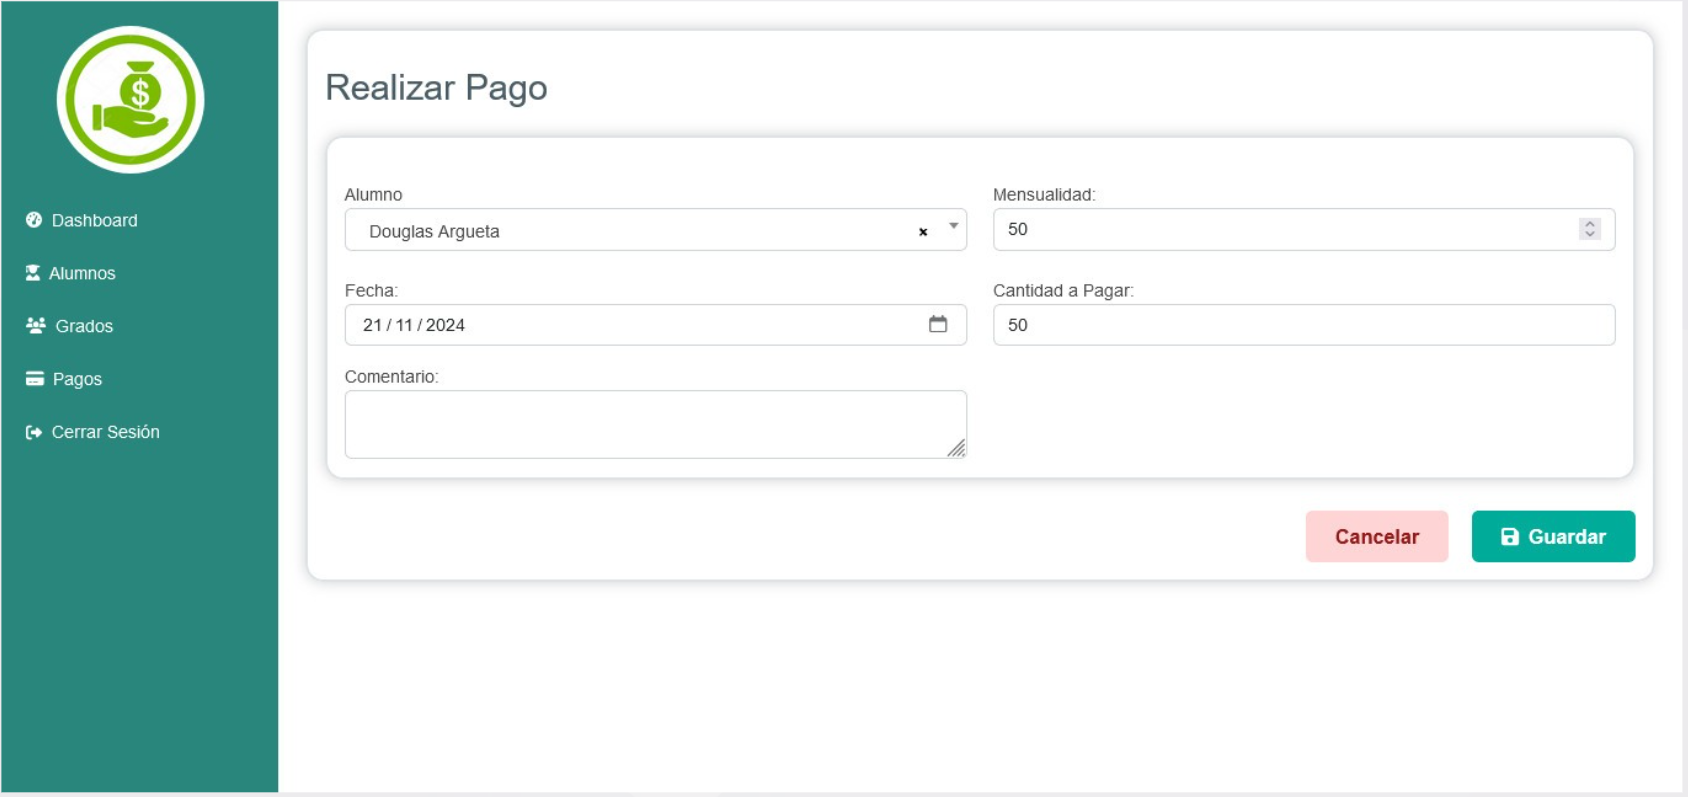 $
Dashboard
Alumnos
Grados
Pagos
Cerrar Sesión
Realizar Pago
Alumno
Douglas Argueta ×
Mensualidad:
50
Fecha:
21 / 11 / 2024
Cantidad a Pagar:
50
Comentario:
Cancelar
Guardar